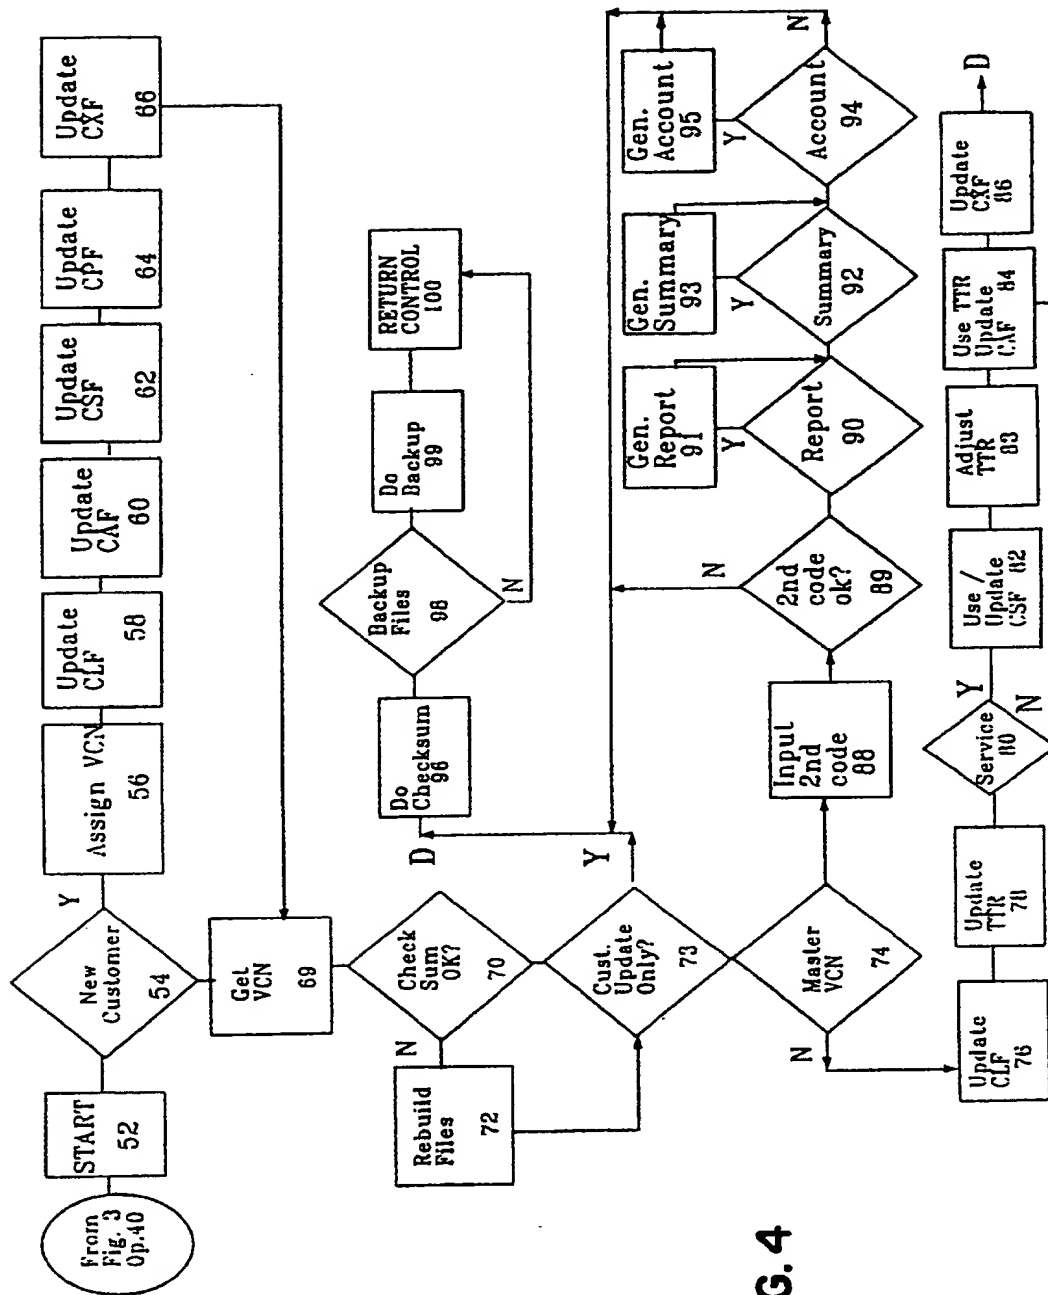 From
Fig. 3
Op.40
START
52
New
Customer
54
Y
Assign VCN
56
Update
CLF
58
Update
CAF
60
Update
CSF
62
Update
CPF
64
Update
CXF
66
Get
VCN
69
Check
Sum
OK?
70
N
Rebuild
Files
72
Cust.
Update
Only?
73
Y
D
Do
Checksum
96
Backup
Files
98
N
Do
Backup
99
RETURN
CONTROL
100
Master
VCN
74
N
Input
2nd
code
88
2nd
code
ok?
89
N
Report
90
Y
Gen.
Report
91
Summary
92
Y
Gen.
Summary
93
Account
94
Y
N
Gen.
Account
95
Update
CLF
76
Update
TTR
78
Service
80
Y
N
Use /
Update
CSF
82
Adjust
TTR
83
Use TTR
Update
CAF
84
Update
CXF
86
D
G. 4